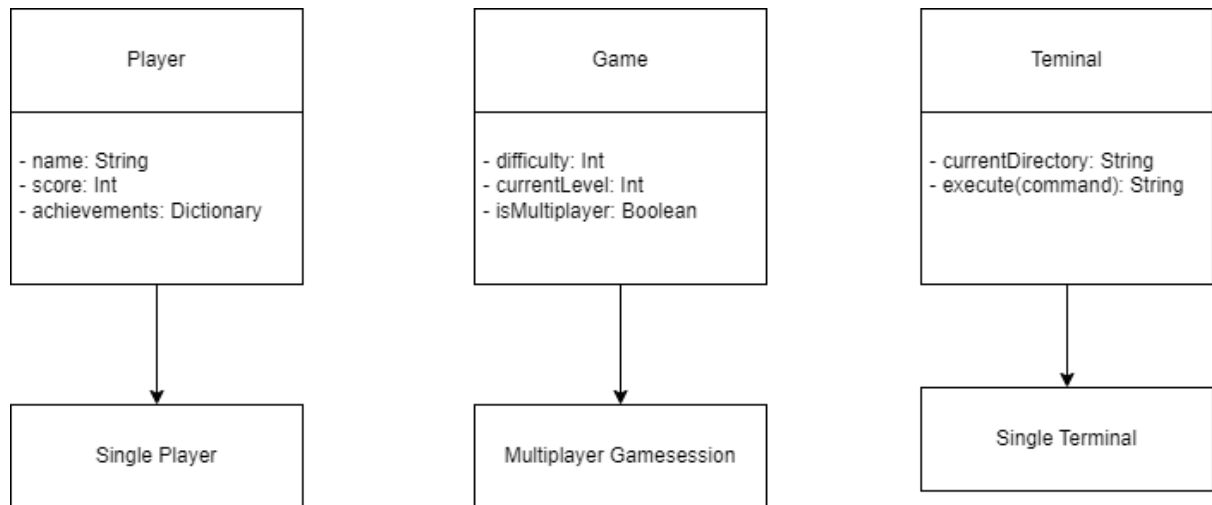 Player
- name: String
- score: Int
- achievements: Dictionary
Single Player
Game
- difficulty: Int
- currentLevel: Int
- isMultiplayer: Boolean
Multiplayer Gamesession
Teminal
- currentDirectory: String
- execute(command): String
Single Terminal